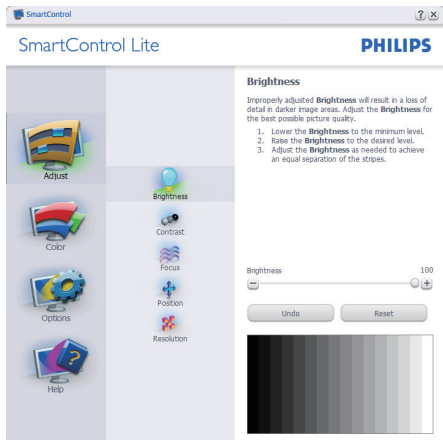 SmartControl
SmartControl Lite
PHILIPS
Adjust
Color
Options
Help
Brightness
Contrast
Focus
Position
Resolution
Brightness
Improperly adjusted Brightness will result in a loss of
detail in darker image areas. Adjust the Brightness for
the best possible picture quality.
1. Lower the Brightness to the minimum level.
2. Raise the Brightness to the desired level.
3. Adjust the Brightness as needed to achieve
an equal separation of the stripes.
Brightness 100
Undo Reset